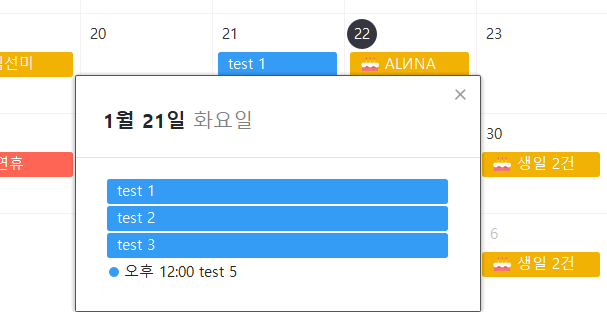 20
21
22
23
선미
test 1
ALИNA
1월 21일 화요일
30
연휴
생일 2건
test 1
test 2
test 3
6
오후 12:00 test 5
생일 2건